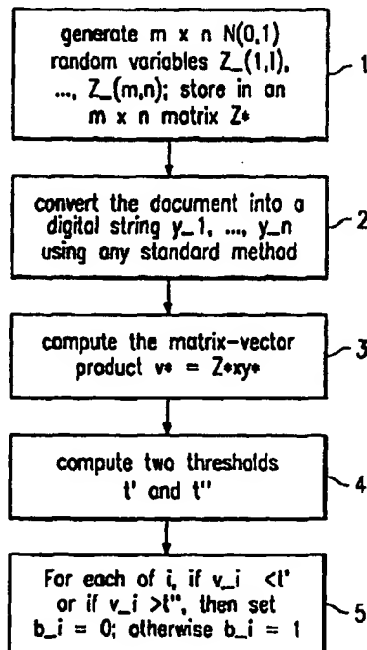 generate m x n N(0,1)
random variables Z_(1,1),
..., Z_(m,n); store in an
m x n matrix Z*
1
convert the document into a
digital string y_1, ..., y_n
using any standard method
2
compute the matrix-vector
product v* = Z*xy*
3
compute two thresholds
t' and t''
4
For each of i, if v_i <t'
or if v_i >t'', then set
b_i = 0; otherwise b_i = 1
5